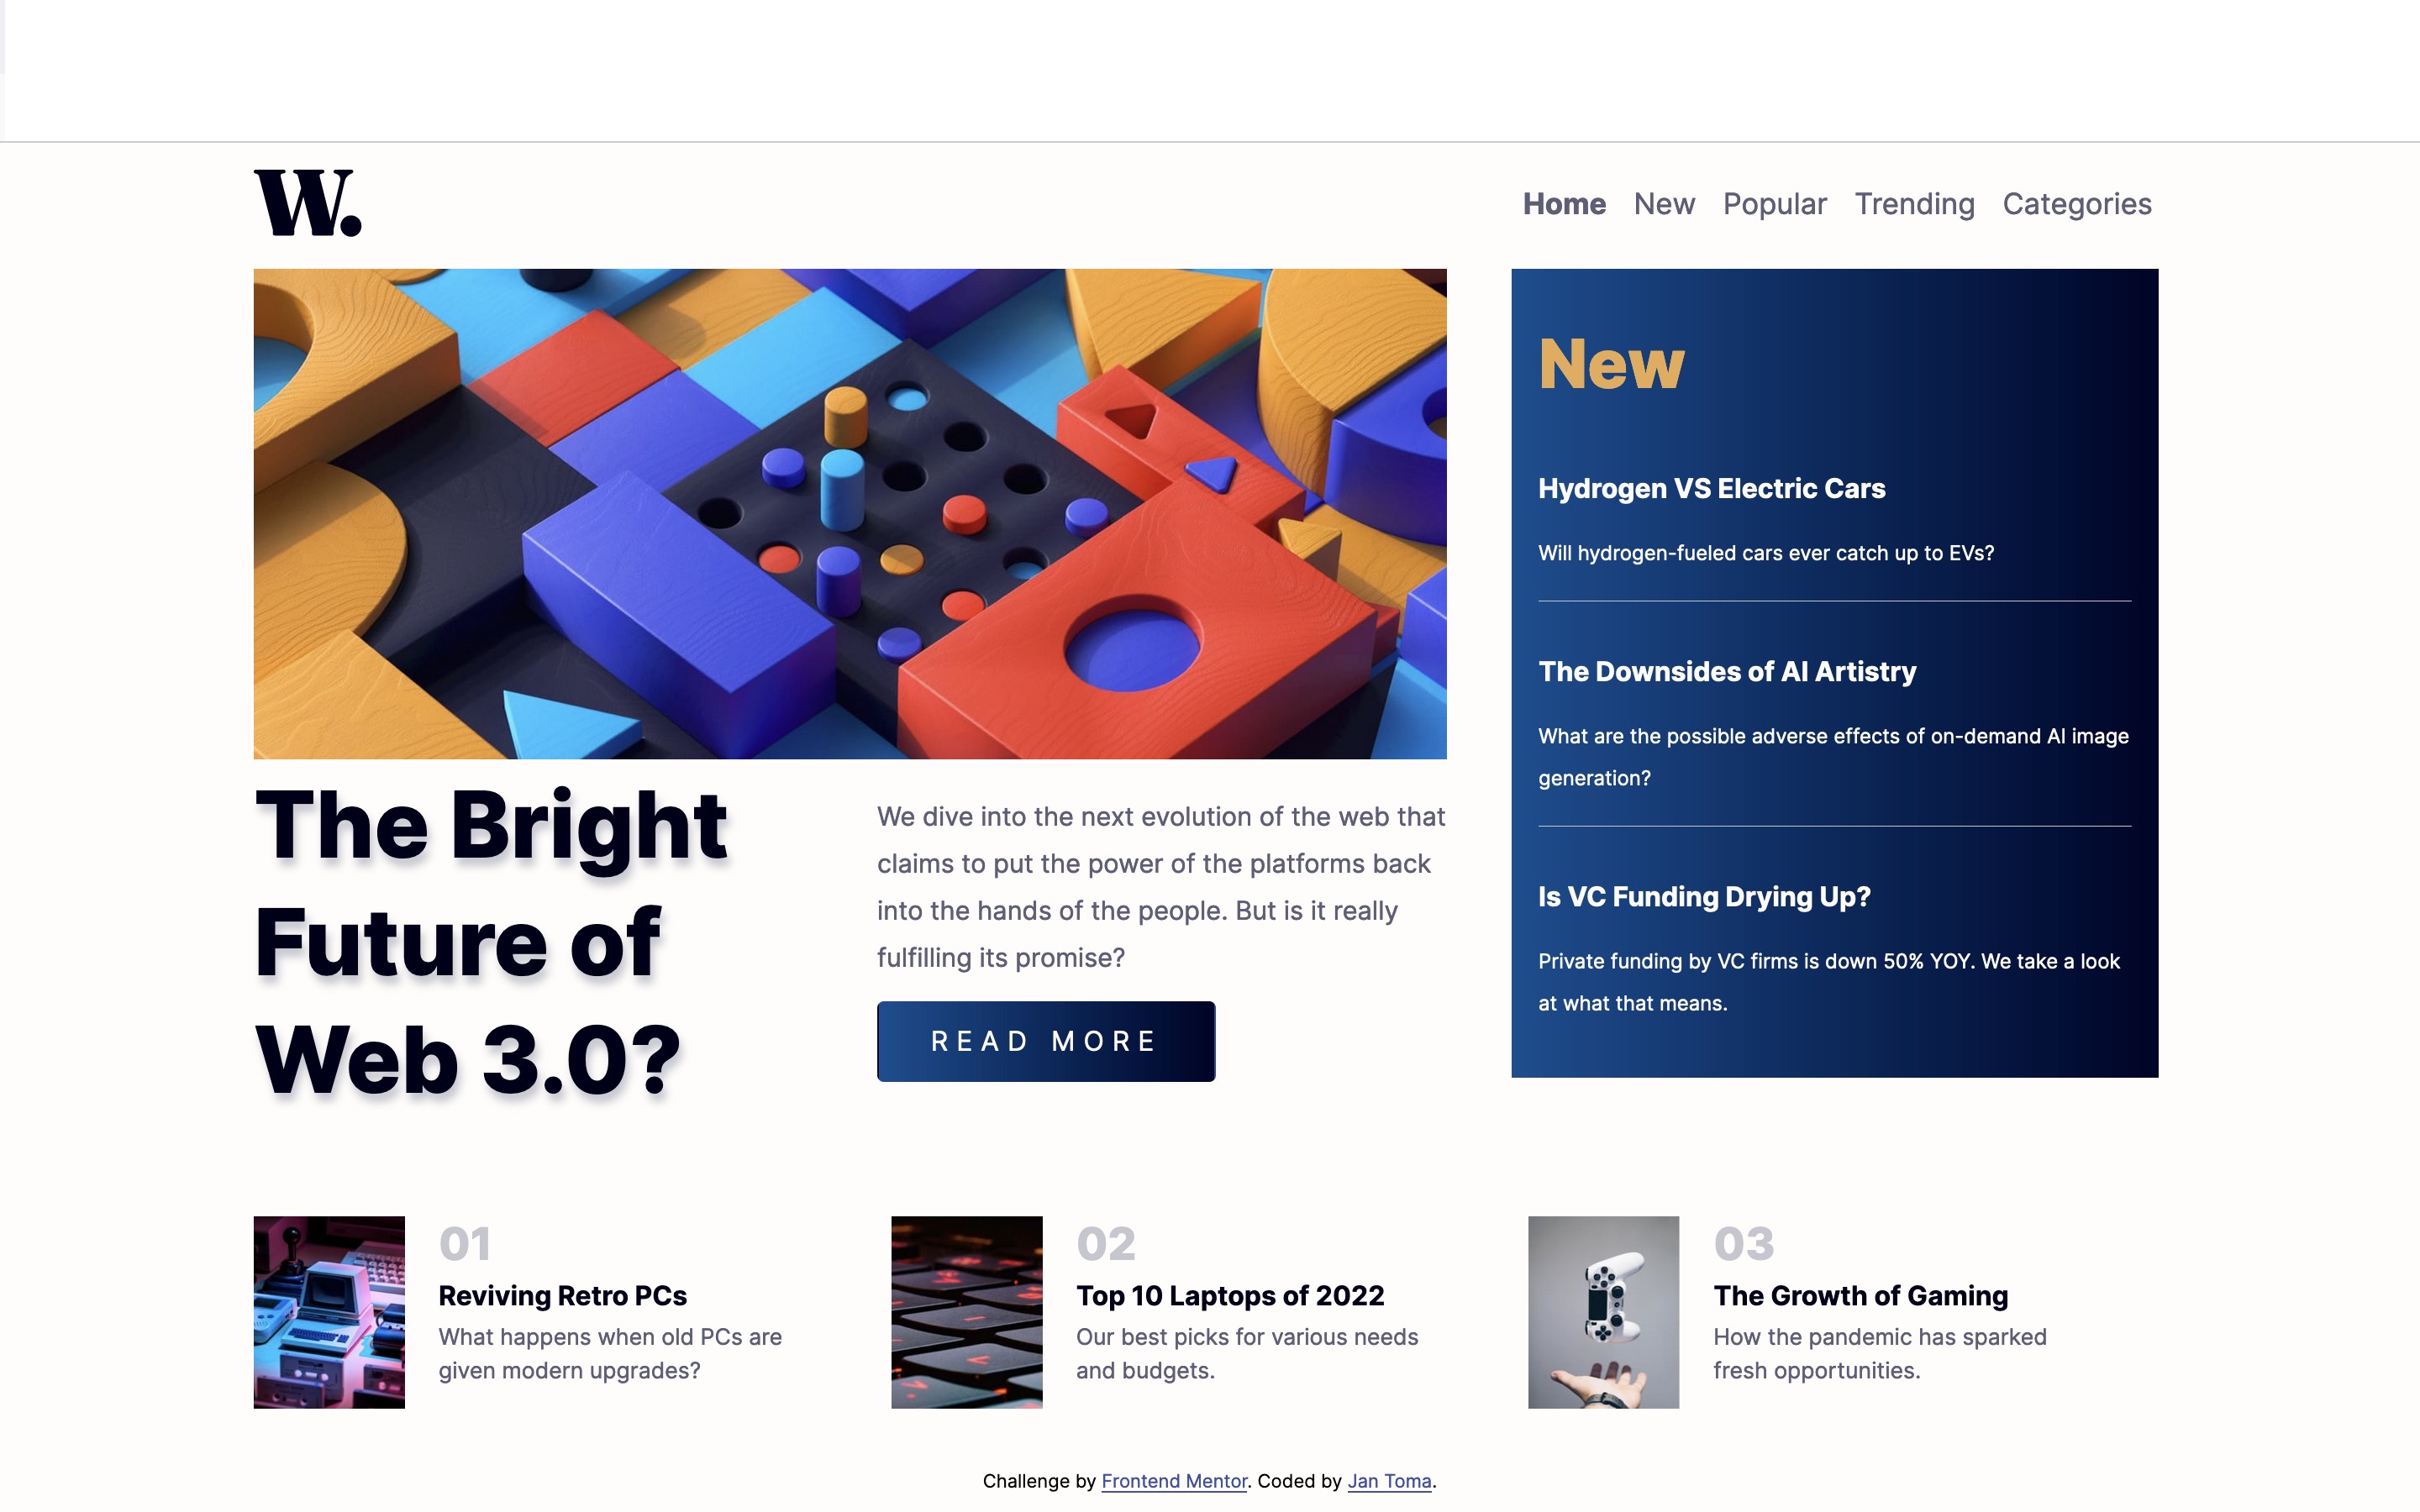 W.
Home New Popular Trending Categories
The Bright
Future of
Web 3.0?
We dive into the next evolution of the web that
claims to put the power of the platforms back
into the hands of the people. But is it really
fulfilling its promise?
READ MORE
New
Hydrogen VS Electric Cars
Will hydrogen-fueled cars ever catch up to EVs?
The Downsides of AI Artistry
What are the possible adverse effects of on-demand AI image
generation?
Is VC Funding Drying Up?
Private funding by VC firms is down 50% YOY. We take a look
at what that means.
01
Reviving Retro PCs
What happens when old PCs are
given modern upgrades?
02
Top 10 Laptops of 2022
Our best picks for various needs
and budgets.
03
The Growth of Gaming
How the pandemic has sparked
fresh opportunities.
Challenge by Frontend Mentor. Coded by Jan Toma.